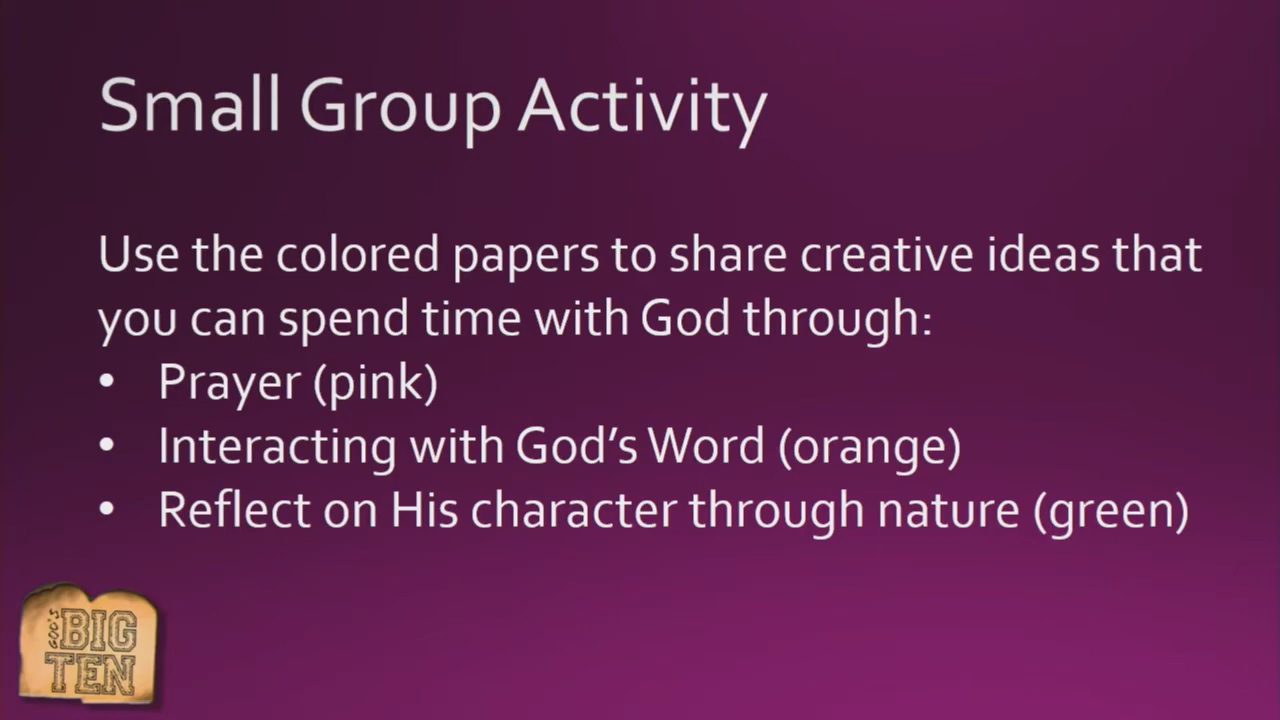 Small Group Activity
Use the colored papers to share creative ideas that
you can spend time with God through:
• Prayer (pink)
• Interacting with God's Word (orange)
• Reflect on His character through nature (green)
GOD'S
BIG
TEN